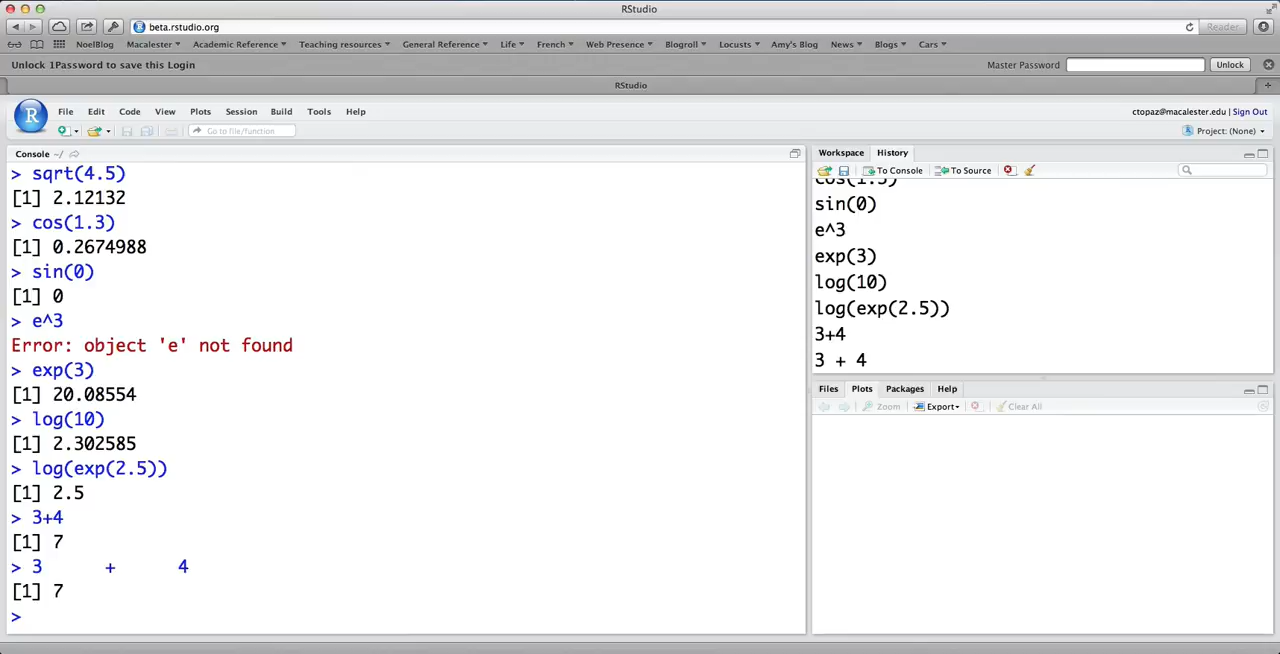 RStudio
beta.rstudio.org
Reader
NoelBlog Macalester Academic Reference Teaching resources General Reference Life French Web Presence Blogroll Locusts Amy's Blog News Blogs Cars
Unlock 1Password to save this Login Master Password Unlock
RStudio
R File Edit Code View Plots Session Build Tools Help ctopaz@macalester.edu | Sign Out
Go to file/function Project: (None)
Console ~/
> sqrt(4.5)
[1] 2.12132
> cos(1.3)
[1] 0.2674988
> sin(0)
[1] 0
> e^3
Error: object 'e' not found
> exp(3)
[1] 20.08554
> log(10)
[1] 2.302585
> log(exp(2.5))
[1] 2.5
> 3+4
[1] 7
> 3      +      4
[1] 7
>
Workspace History
To Console To Source
cos(1.3)
sin(0)
e^3
exp(3)
log(10)
log(exp(2.5))
3+4
3 + 4
Files Plots Packages Help
Zoom Export Clear All